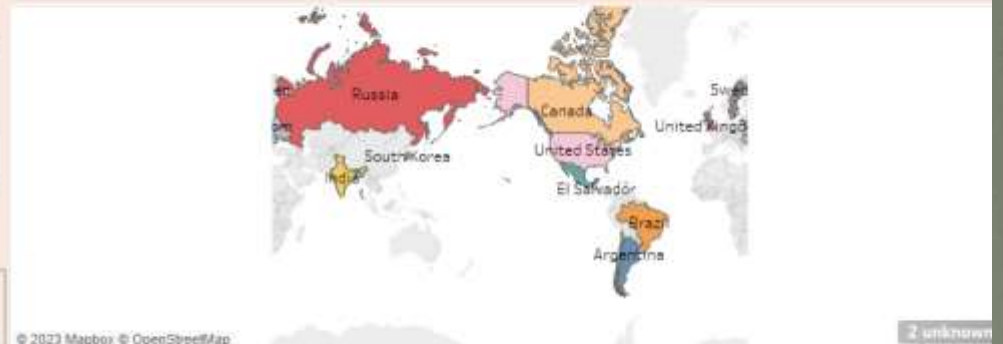 Russia
Canada
Swed
United Kingd
South Korea
United States
India
El Salvador
Brazil
Argentina
© 2023 Mapbox © OpenStreetMap
2 unknown